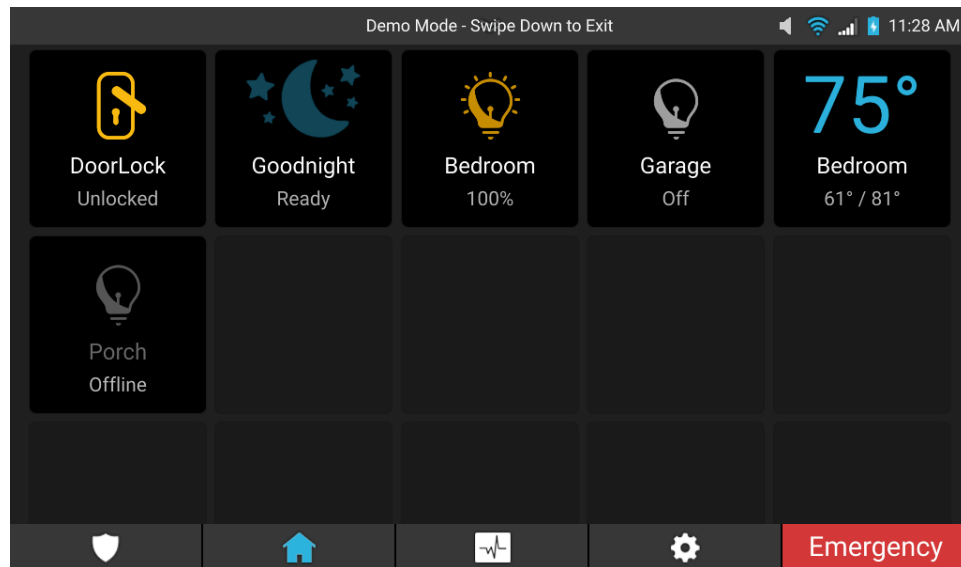 Demo Mode - Swipe Down to Exit
11:28 AM
DoorLock
Unlocked
Goodnight
Ready
Bedroom
100%
Garage
Off
75°
Bedroom
61° / 81°
Porch
Offline
Emergency